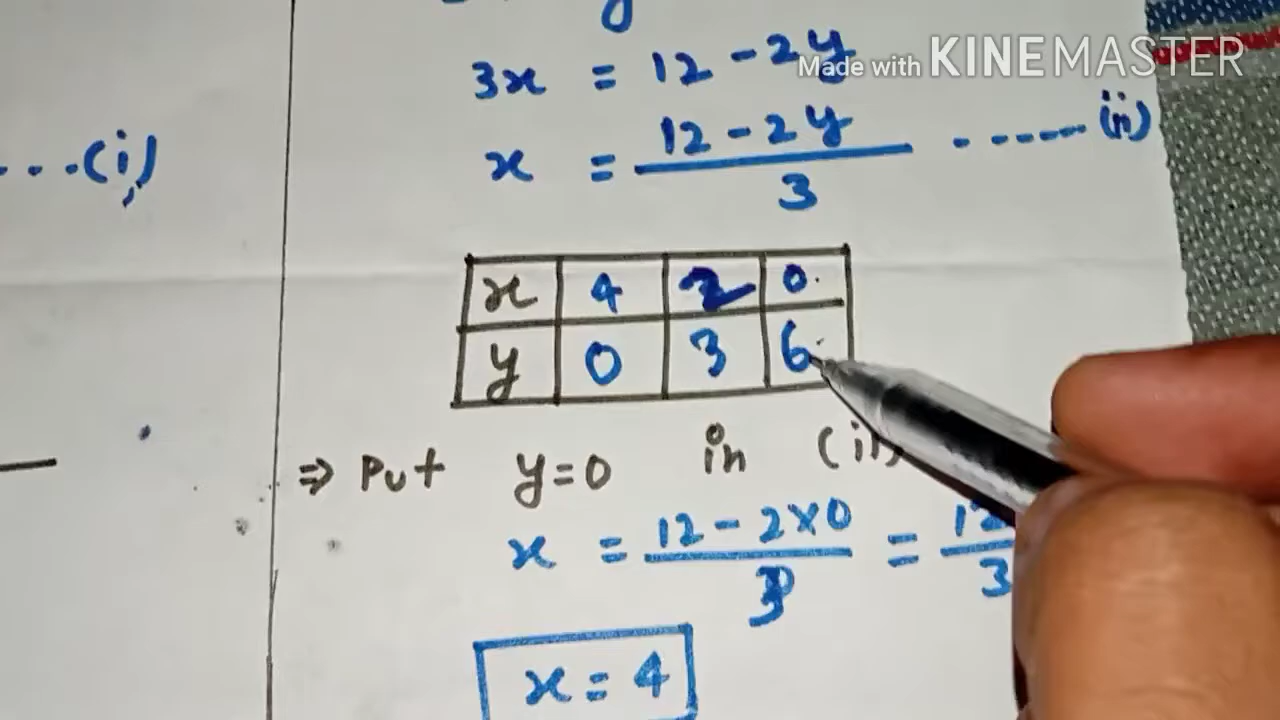 3x = 12 - 2y
Made with KINEMASTER
x = 12 - 2y / 3 ...... (ii)
...(i)
x 4 2 0
y 0 3 6
⇒ Put y=0 in (ii)
x = 12 - 2×0 / 3 = 12 / 3
x = 4